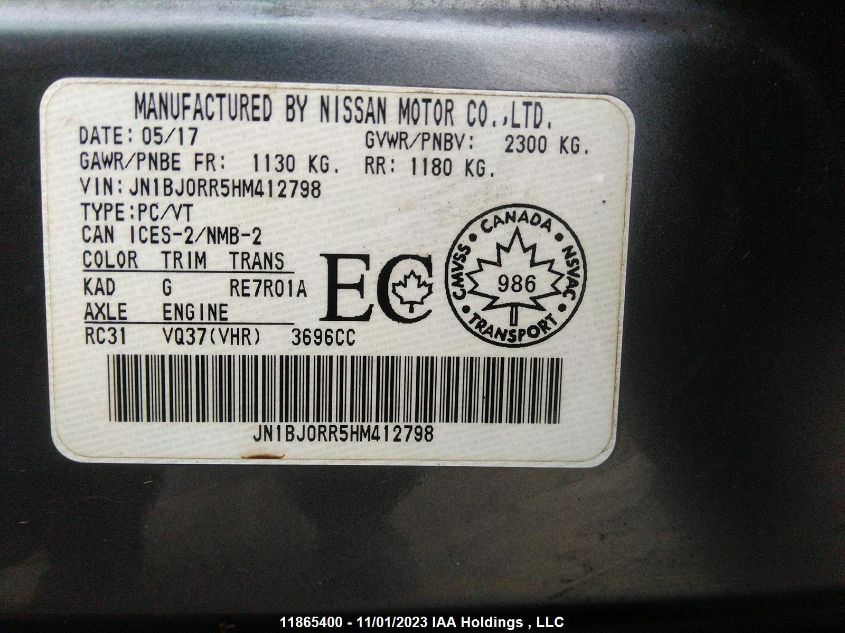 MANUFACTURED BY NISSAN MOTOR CO.,LTD.
DATE: 05/17 GVWR/PNBV: 2300 KG.
GAWR/PNBE FR: 1130 KG. RR: 1180 KG.
VIN: JN1BJ0RR5HM412798
TYPE:PC/VT
CAN ICES-2/NMB-2
COLOR TRIM TRANS
KAD G RE7R01A
AXLE ENGINE
RC31 VQ37(VHR) 3696CC
EC
CANADA
CMVSS NSVAC
986
TRANSPORT
JN1BJ0RR5HM412798
11865400 - 11/01/2023 IAA Holdings , LLC